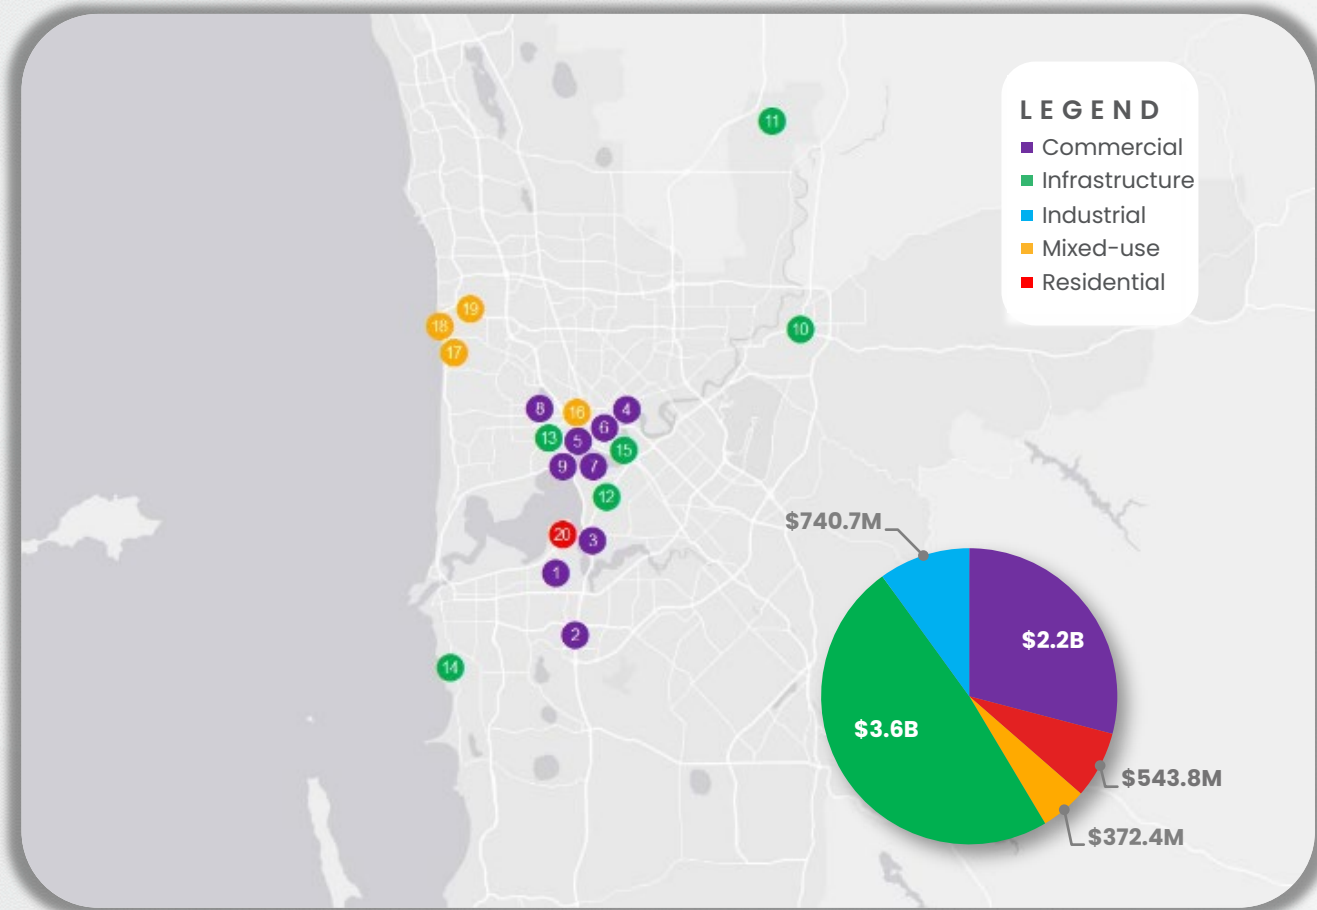 11
LEGEND
Commercial
Infrastructure
Industrial
Mixed-use
Residential
19
18
10
17
8
16
4
6
13
5
15
9
7
12
20
3
1
2
14
$740.7M
$2.2B
$3.6B
$543.8M
$372.4M